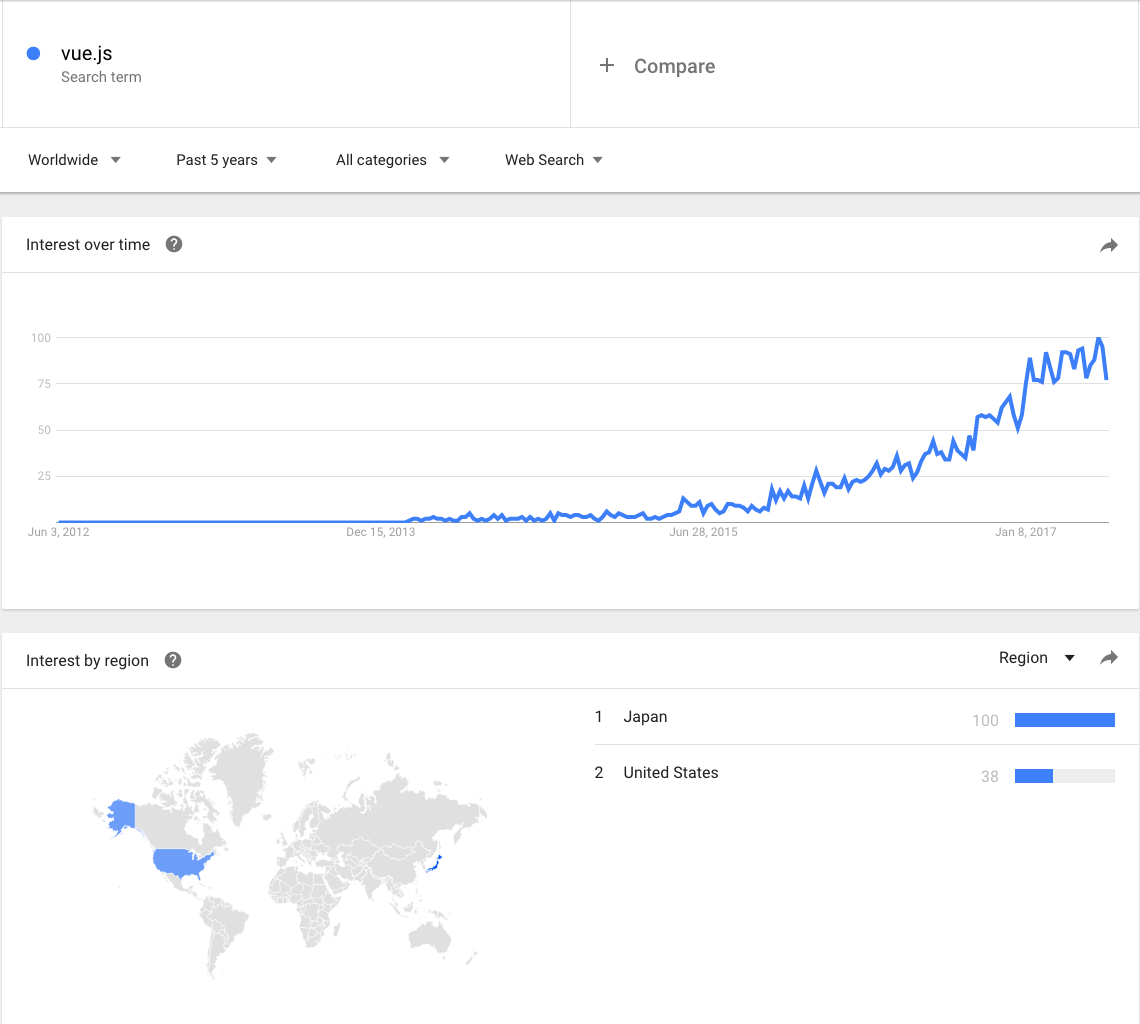 vue.js
Search term
+ Compare
Worldwide Past 5 years All categories Web Search
Interest over time ?
100
75
50
25
Jun 3, 2012 Dec 15, 2013 Jun 28, 2015 Jan 8, 2017
Interest by region ? Region
1 Japan 100
2 United States 38